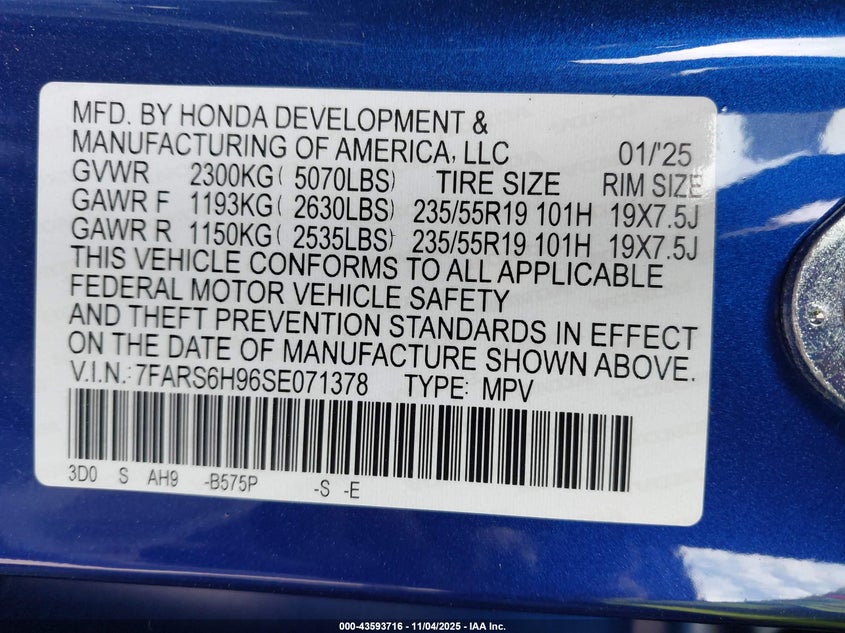 MFD. BY HONDA DEVELOPMENT &
MANUFACTURING OF AMERICA, LLC 01/'25
GVWR 2300KG( 5070LBS) TIRE SIZE RIM SIZE
GAWR F 1193KG( 2630LBS) 235/55R19 101H 19X7.5J
GAWR R 1150KG( 2535LBS) 235/55R19 101H 19X7.5J
THIS VEHICLE CONFORMS TO ALL APPLICABLE
FEDERAL MOTOR VEHICLE SAFETY
AND THEFT PREVENTION STANDARDS IN EFFECT
ON THE DATE OF MANUFACTURE SHOWN ABOVE.
V.I.N.:7FARS6H96SE071378 TYPE: MPV
3D0 S AH9 -B575P -S -E
000-43593716 - 11/04/2025 - IAA Inc.